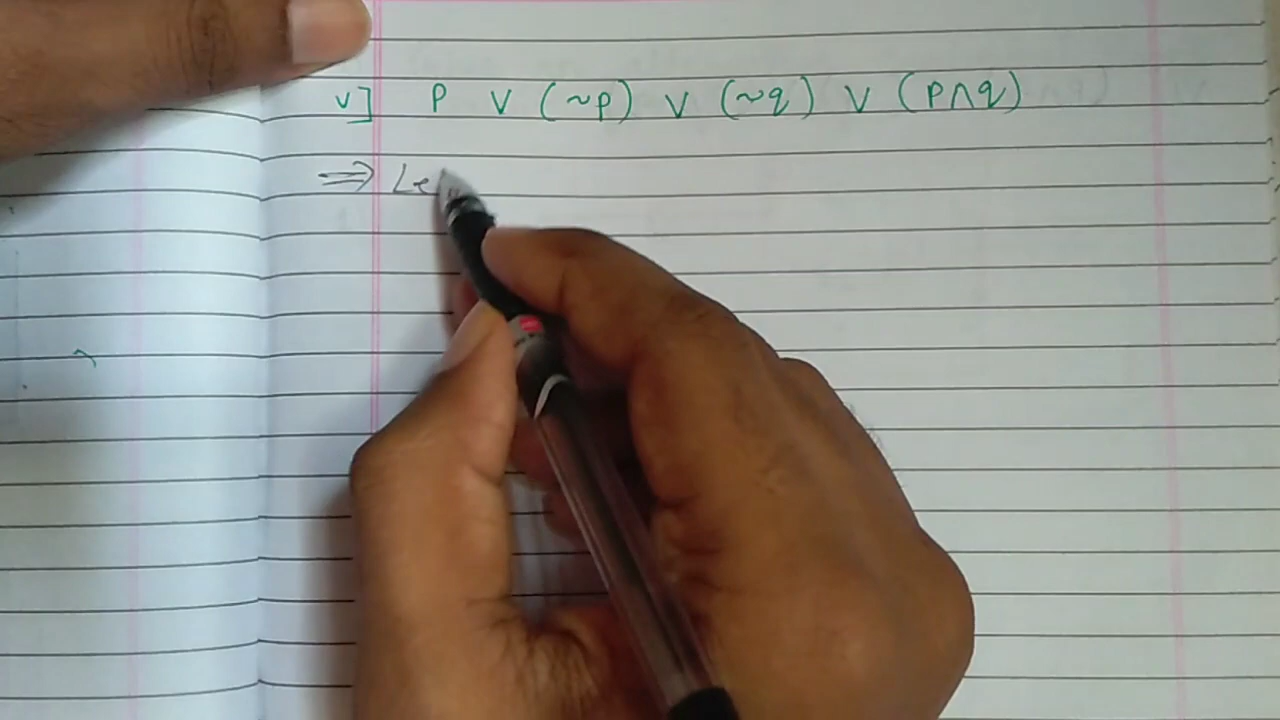 v] p ∨ (~p) ∨ (~q) ∨ (p∧q)
⇒ Le